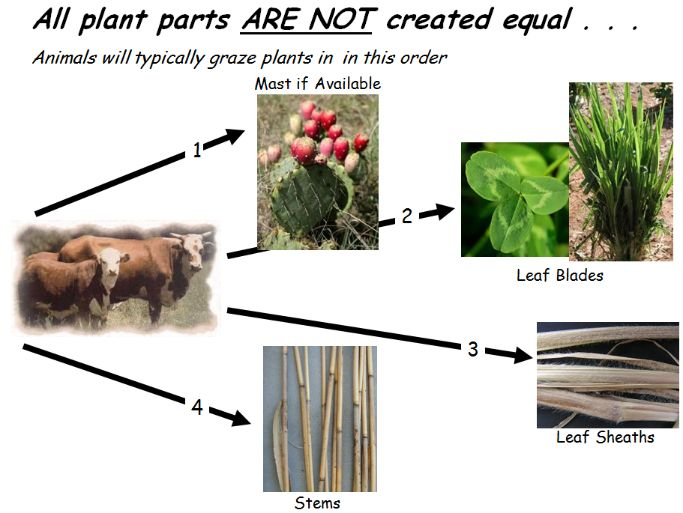 All plant parts ARE NOT created equal . . .
Animals will typically graze plants in in this order
Mast if Available
1
2
Leaf Blades
3
Leaf Sheaths
4
Stems